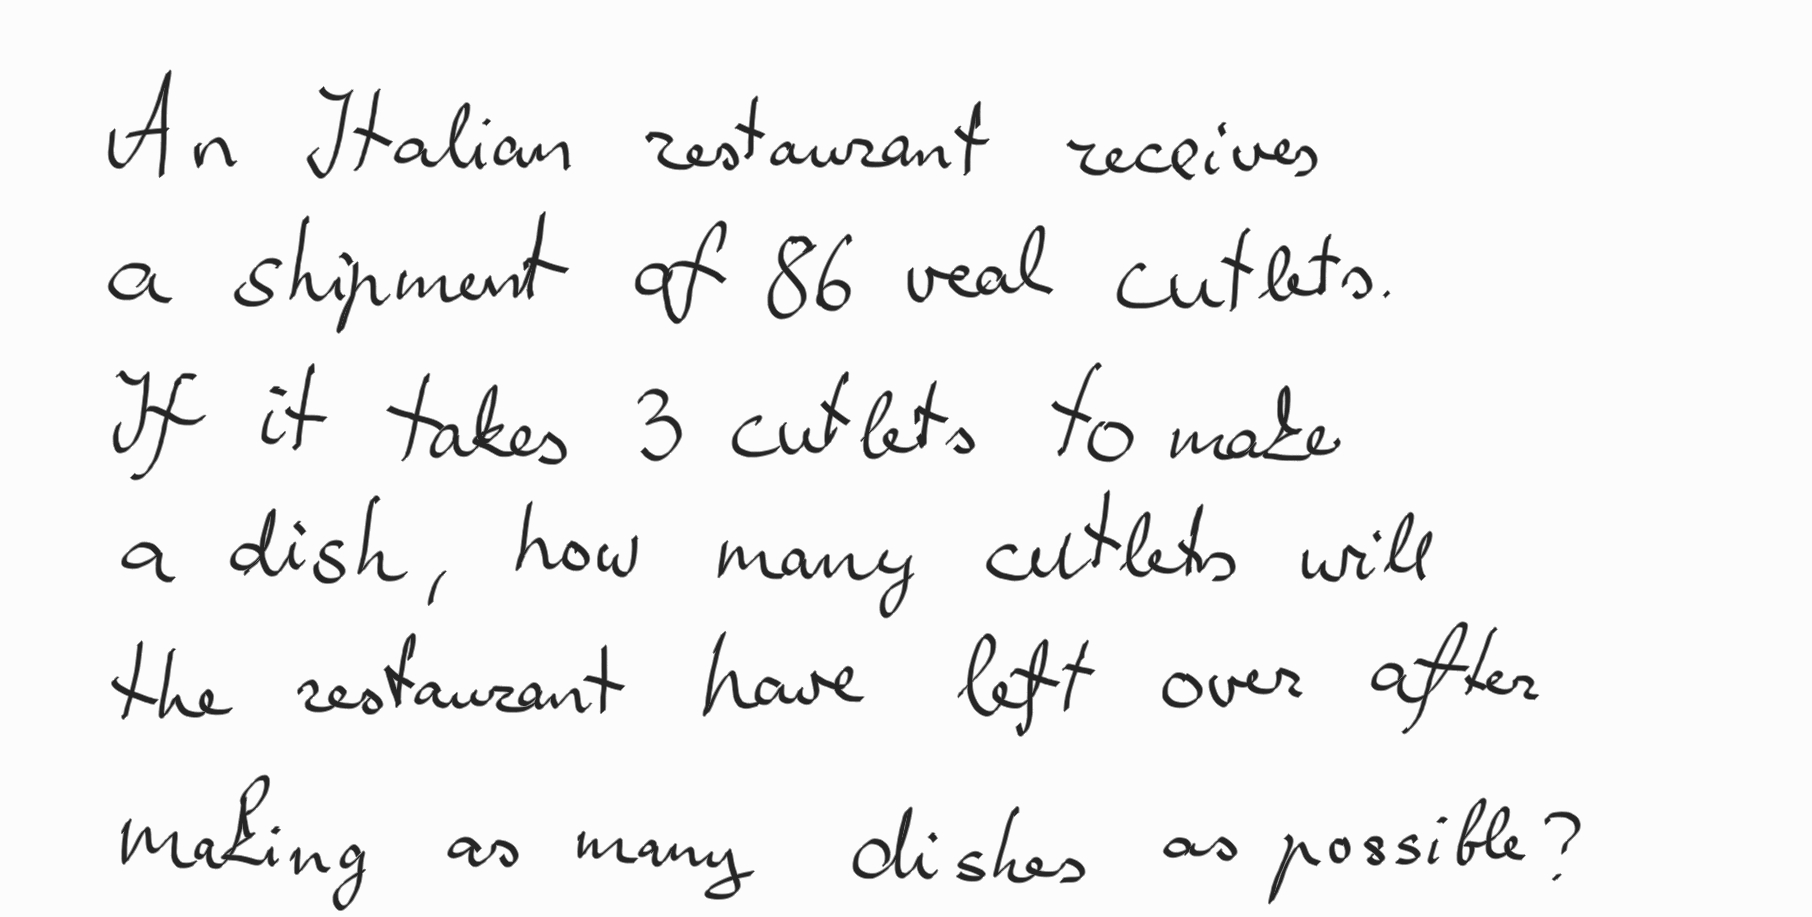 An Italian restaurant receives
a shipment of 86 veal cutlets.
If it takes 3 cutlets to make
a dish, how many cutlets will
the restaurant have left over after
making as many dishes as possible?